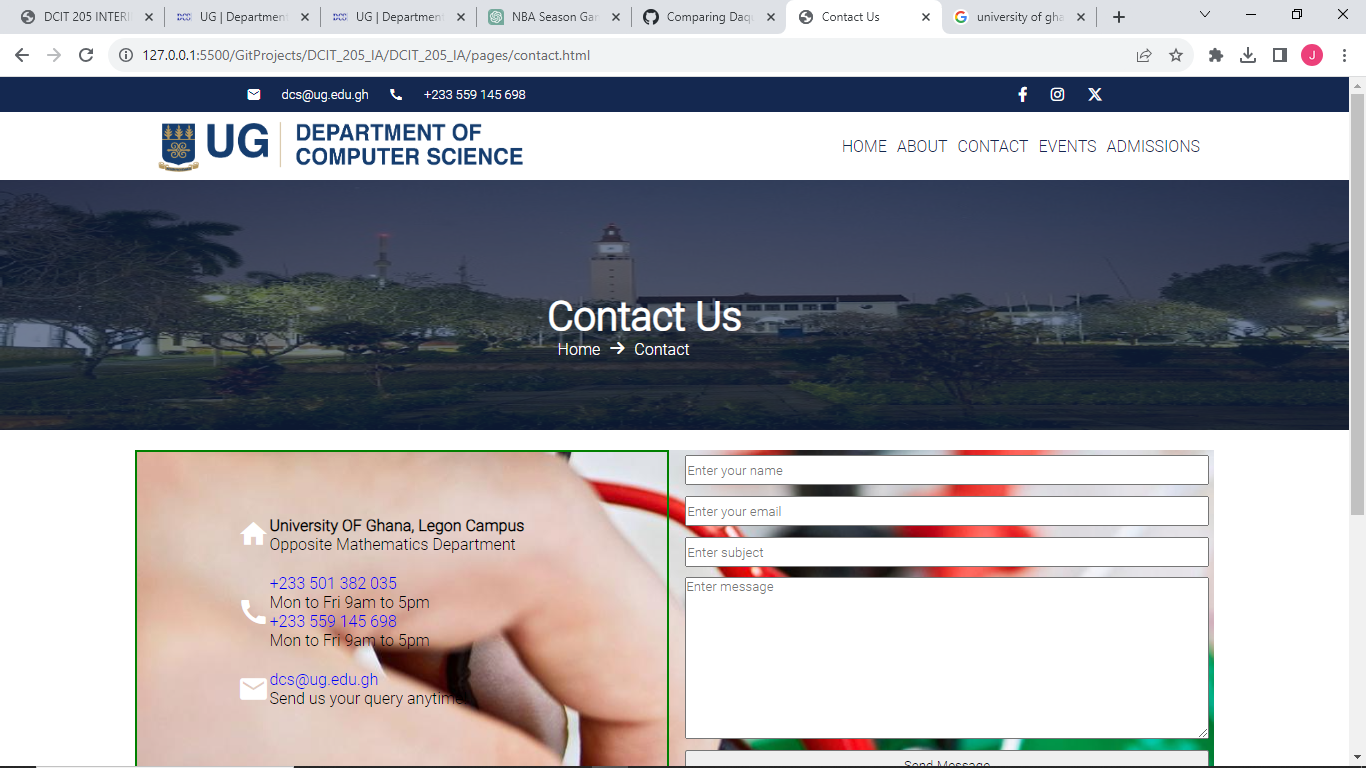 DCIT 205 INTERI
UG | Department
UG | Department
NBA Season Gar
Comparing Daqu
Contact Us
university of gha
127.0.0.1:5500/GitProjects/DCIT_205_IA/DCIT_205_IA/pages/contact.html
J
dcs@ug.edu.gh
+233 559 145 698
UG
DEPARTMENT OF
COMPUTER SCIENCE
HOME ABOUT CONTACT EVENTS ADMISSIONS
Contact Us
Home → Contact
University OF Ghana, Legon Campus
Opposite Mathematics Department
+233 501 382 035
Mon to Fri 9am to 5pm
+233 559 145 698
Mon to Fri 9am to 5pm
dcs@ug.edu.gh
Send us your query anytime!
Enter your name
Enter your email
Enter subject
Enter message
Send Message